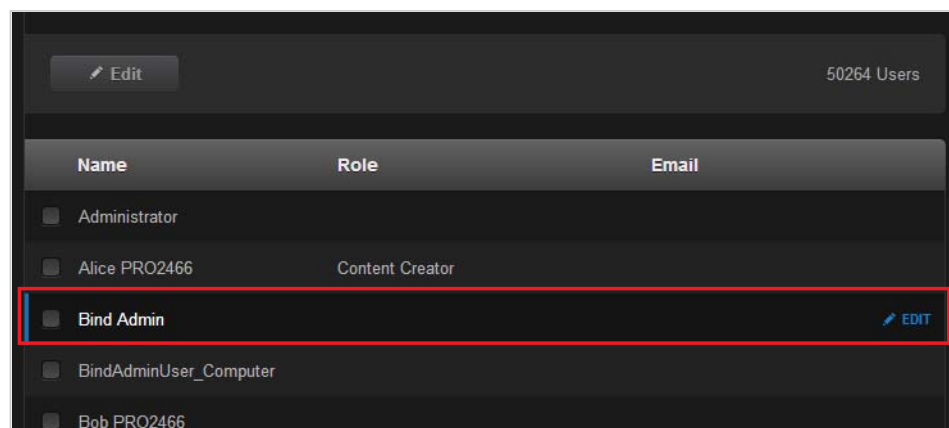 Edit
50264 Users
Name Role Email
Administrator
Alice PRO2466 Content Creator
Bind Admin EDIT
BindAdminUser_Computer
Bob PRO2466